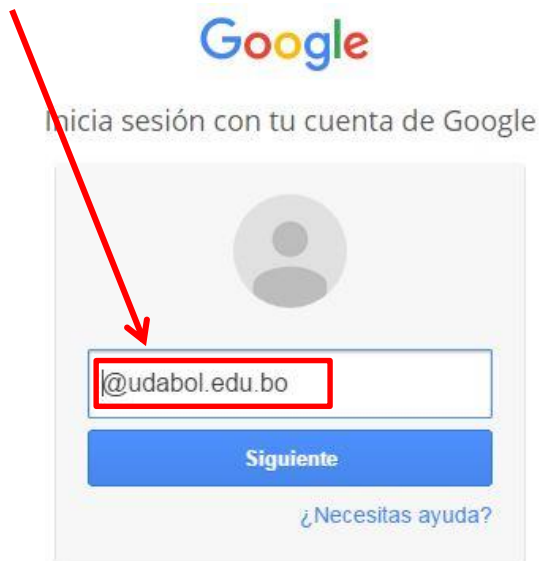 Google
Inicia sesión con tu cuenta de Google
@udabol.edu.bo
Siguiente
¿Necesitas ayuda?